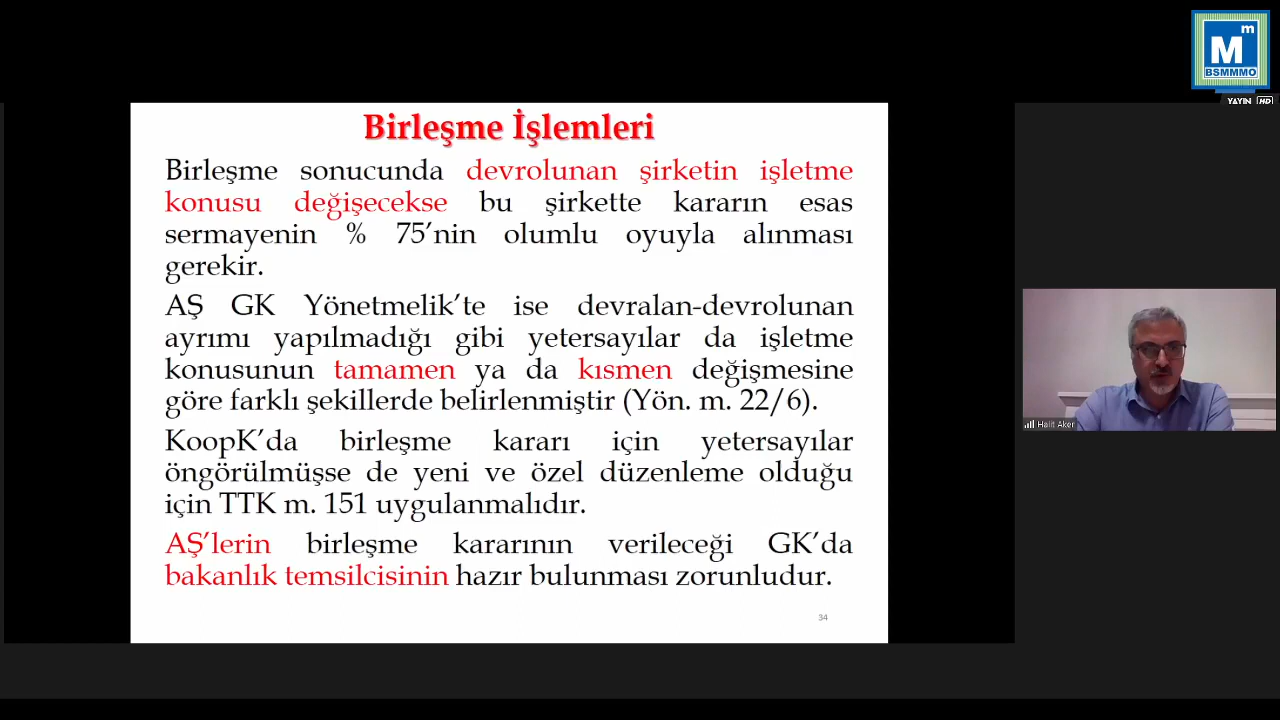 Mm
BSMMMO
YAYIN HD
Birleşme İşlemleri
Birleşme sonucunda devrolunan şirketin işletme
konusu değişecekse bu şirkette kararın esas
sermayenin % 75'nin olumlu oyuyla alınması
gerekir.
AŞ GK Yönetmelik'te ise devralan-devrolunan
ayrımı yapılmadığı gibi yetersayılar da işletme
konusunun tamamen ya da kısmen değişmesine
göre farklı şekillerde belirlenmiştir (Yön. m. 22/6).
KoopK'da birleşme kararı için yetersayılar
öngörülmüşse de yeni ve özel düzenleme olduğu
için TTK m. 151 uygulanmalıdır.
AŞ'lerin birleşme kararının verileceği GK'da
bakanlık temsilcisinin hazır bulunması zorunludur.
34
Halit Aker